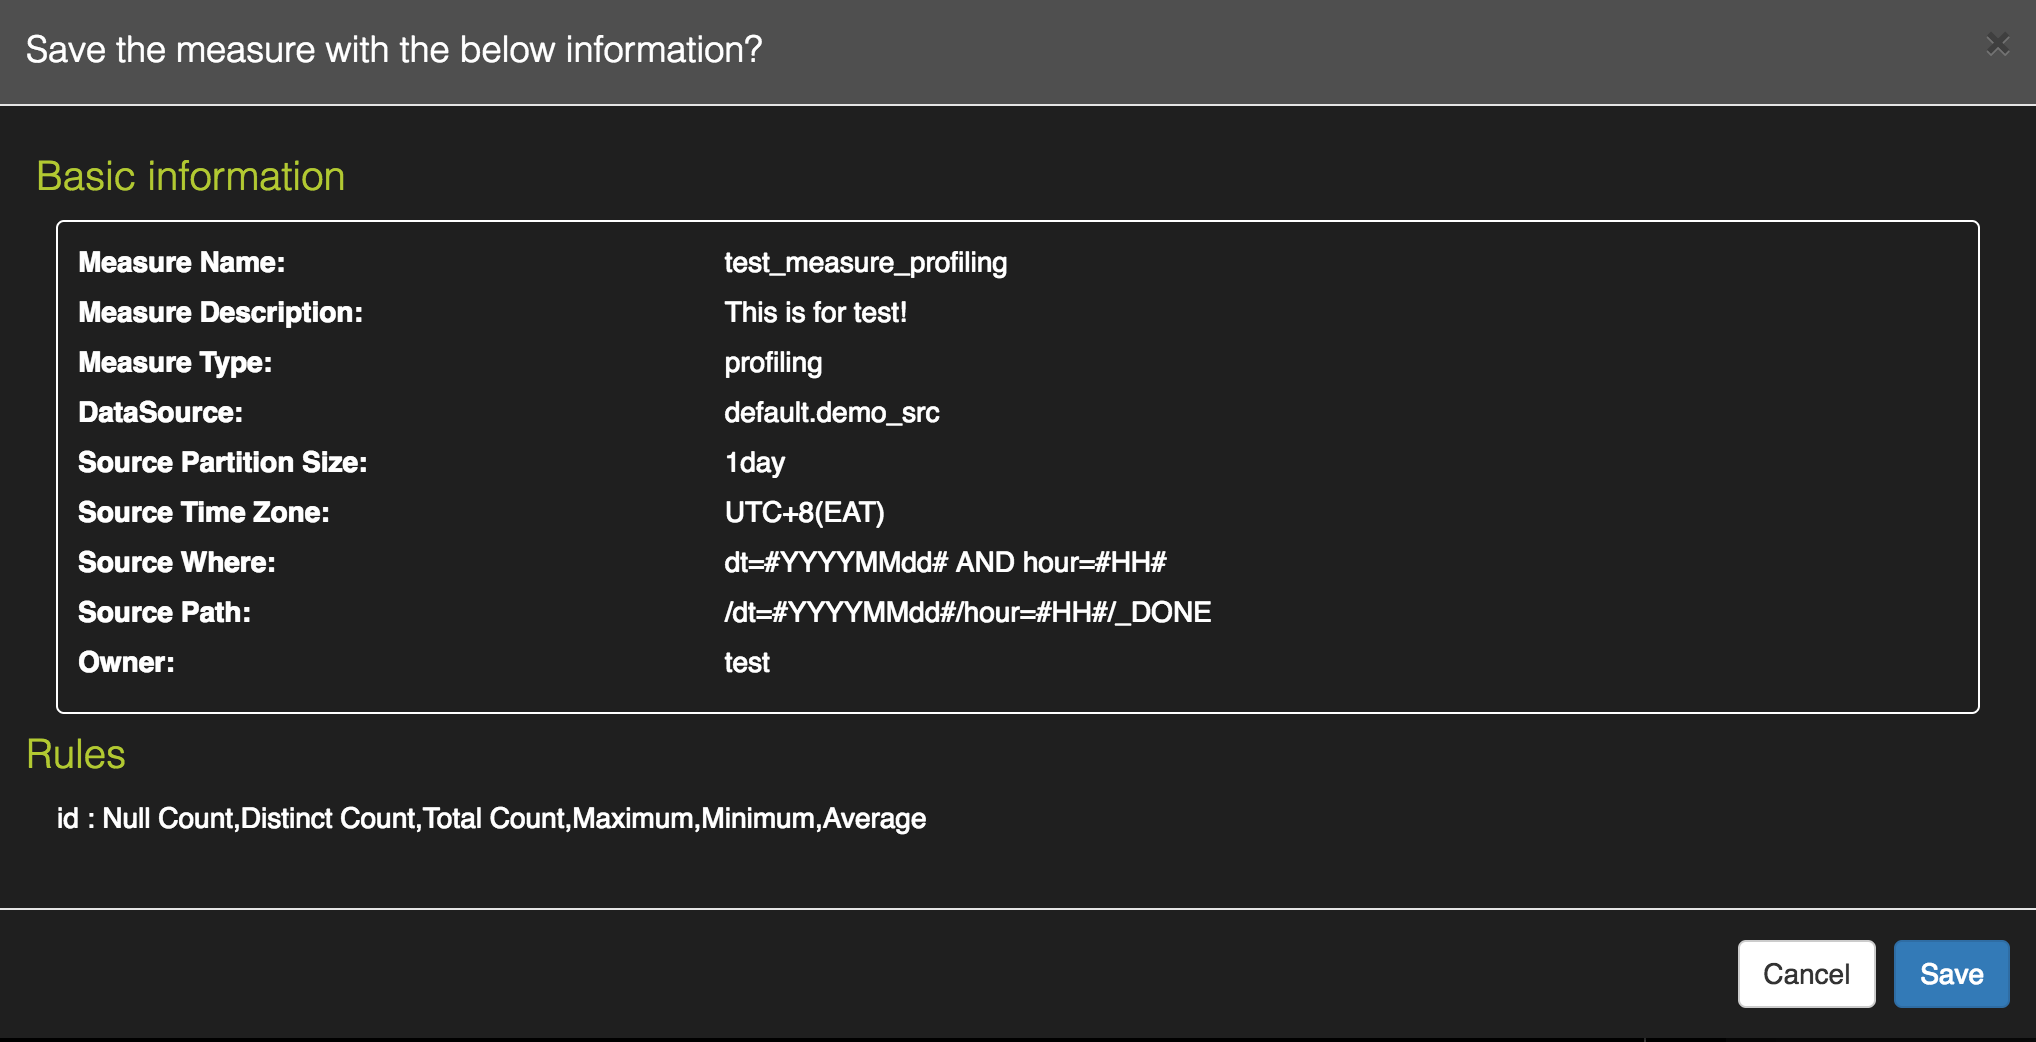 Save the measure with the below information?
Basic information
Measure Name: test_measure_profiling
Measure Description: This is for test!
Measure Type: profiling
DataSource: default.demo_src
Source Partition Size: 1day
Source Time Zone: UTC+8(EAT)
Source Where: dt=#YYYYMMdd# AND hour=#HH#
Source Path: /dt=#YYYYMMdd#/hour=#HH#/_DONE
Owner: test
Rules
id : Null Count,Distinct Count,Total Count,Maximum,Minimum,Average
Cancel Save